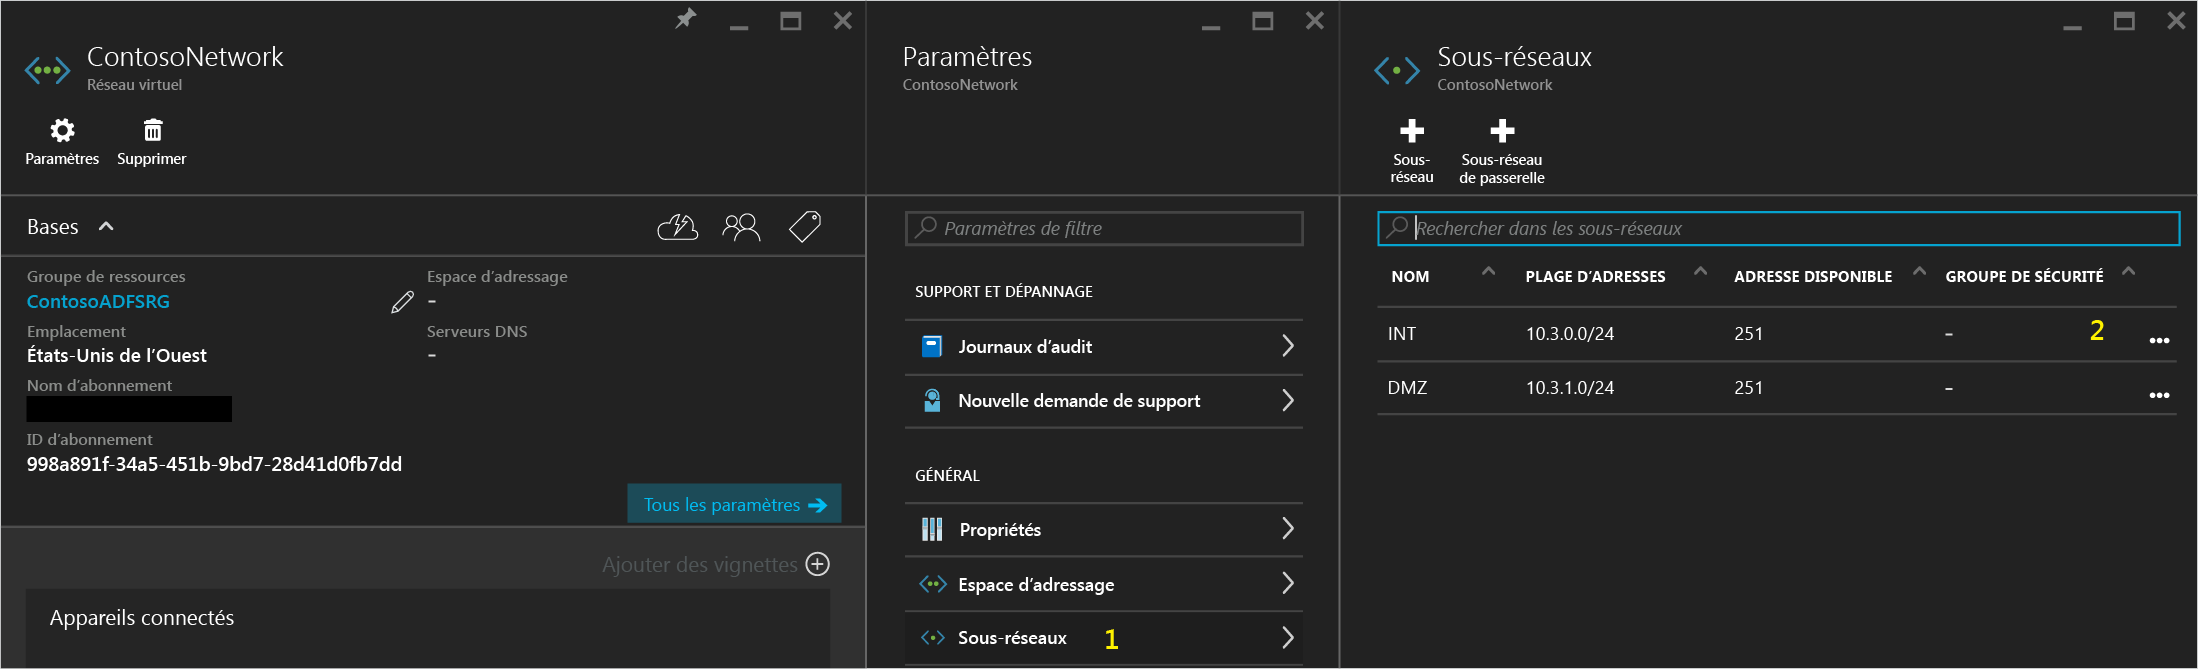 ContosoNetwork
Réseau virtuel
Paramètres
Supprimer
Bases
Groupe de ressources
ContosoADFSRG
Emplacement
États-Unis de l’Ouest
Nom d’abonnement
ID d’abonnement
998a891f-34a5-451b-9bd7-28d41d0fb7dd
Espace d’adressage
-
Serveurs DNS
-
Tous les paramètres
Ajouter des vignettes
Appareils connectés
Paramètres
ContosoNetwork
Paramètres de filtre
SUPPORT ET DÉPANNAGE
Journaux d’audit
Nouvelle demande de support
GÉNÉRAL
Propriétés
Espace d’adressage
Sous-réseaux 1
Sous-réseaux
ContosoNetwork
Sous-
réseau
Sous-réseau
de passerelle
Rechercher dans les sous-réseaux
NOM PLAGE D’ADRESSES ADRESSE DISPONIBLE GROUPE DE SÉCURITÉ
INT 10.3.0.0/24 251 - 2 ...
DMZ 10.3.1.0/24 251 - ...